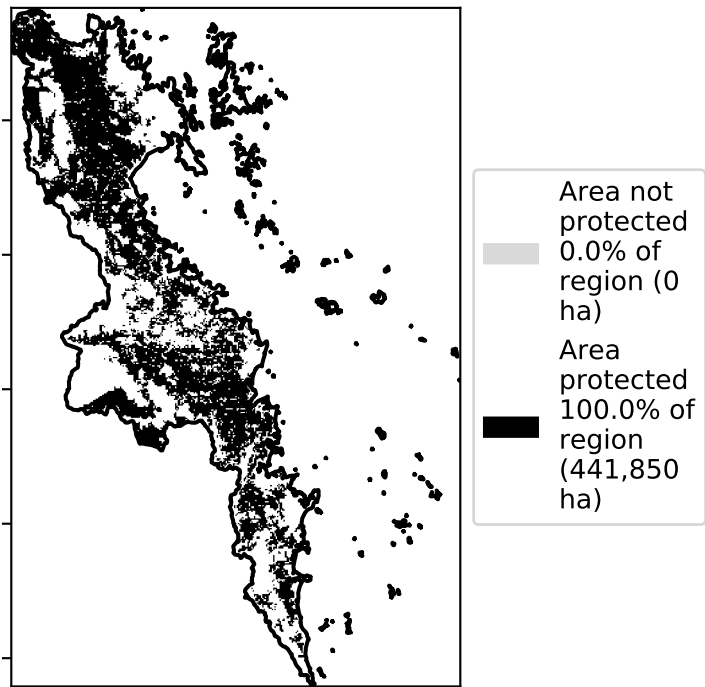 Area not
protected
0.0% of
region (0
ha)
Area
protected
100.0% of
region
(441,850
ha)